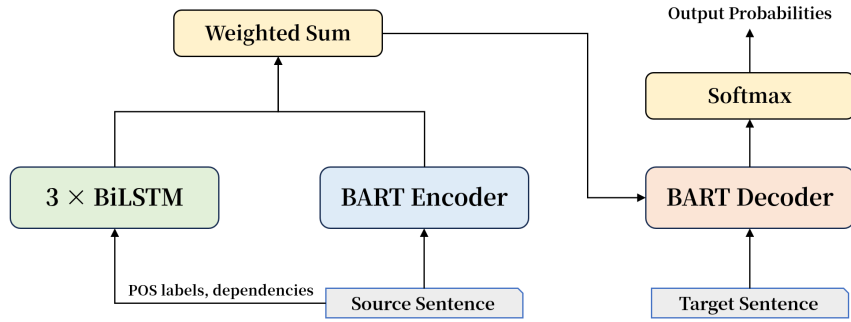 Output Probabilities
Weighted Sum
Softmax
3 × BiLSTM
BART Encoder
BART Decoder
POS labels, dependencies
Source Sentence
Target Sentence